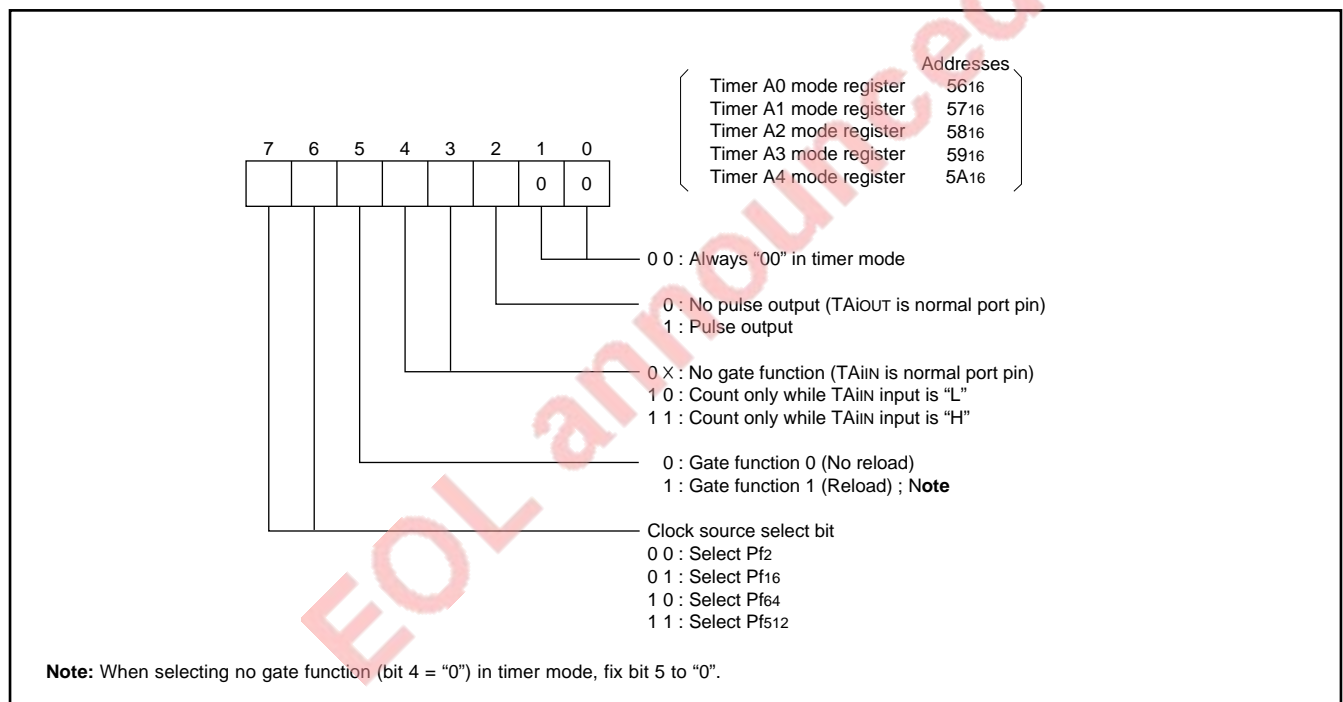 Addresses
Timer A0 mode register 5616
Timer A1 mode register 5716
Timer A2 mode register 5816
Timer A3 mode register 5916
Timer A4 mode register 5A16
7 6 5 4 3 2 1 0
0 0
0 0 : Always “00” in timer mode
0 : No pulse output (TAiOUT is normal port pin)
1 : Pulse output
0 X : No gate function (TAiIN is normal port pin)
1 0 : Count only while TAiIN input is “L”
1 1 : Count only while TAiIN input is “H”
0 : Gate function 0 (No reload)
1 : Gate function 1 (Reload) ; Note
Clock source select bit
0 0 : Select Pf2
0 1 : Select Pf16
1 0 : Select Pf64
1 1 : Select Pf512
Note: When selecting no gate function (bit 4 = “0”) in timer mode, fix bit 5 to “0”.
EOL announced